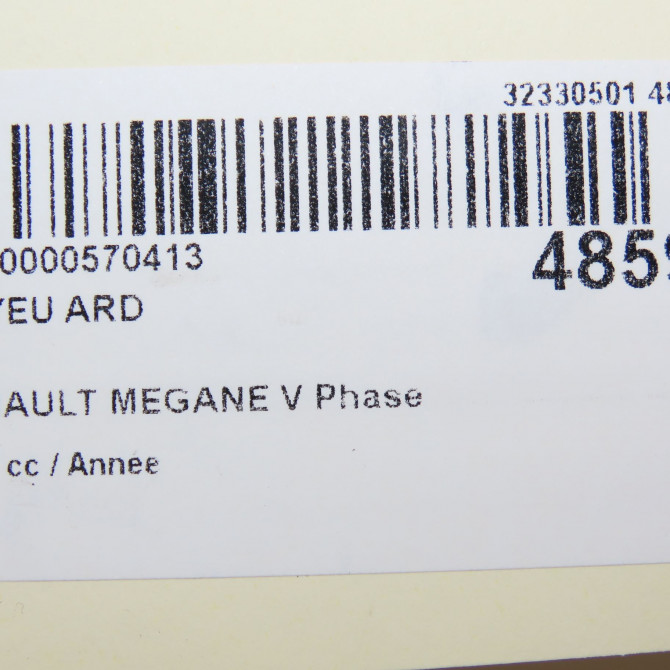 32330501 48
0000570413
4859
YEU ARD
AULT MEGANE V Phase
cc / Annee